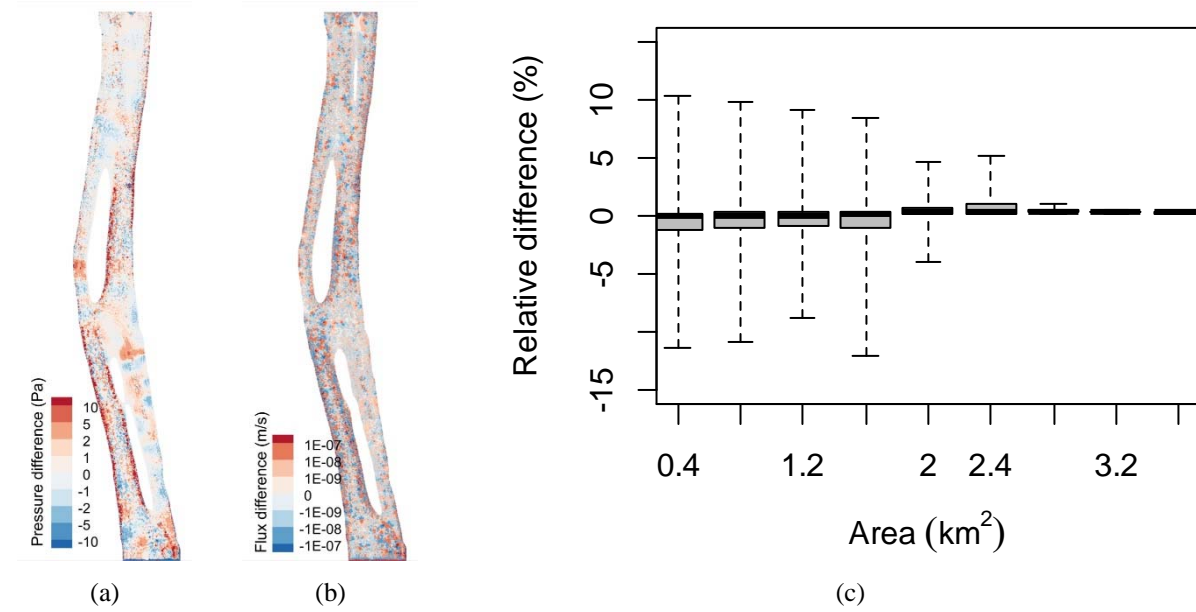 Pressure difference (Pa)
10
5
2
1
0
-1
-2
-5
-10
(a)
Flux difference (m/s)
1E-07
1E-08
1E-09
0
-1E-09
-1E-08
-1E-07
(b)
Relative difference (%)
10
5
0
-5
-15
0.4 1.2 2 2.4 3.2
Area (km²)
(c)